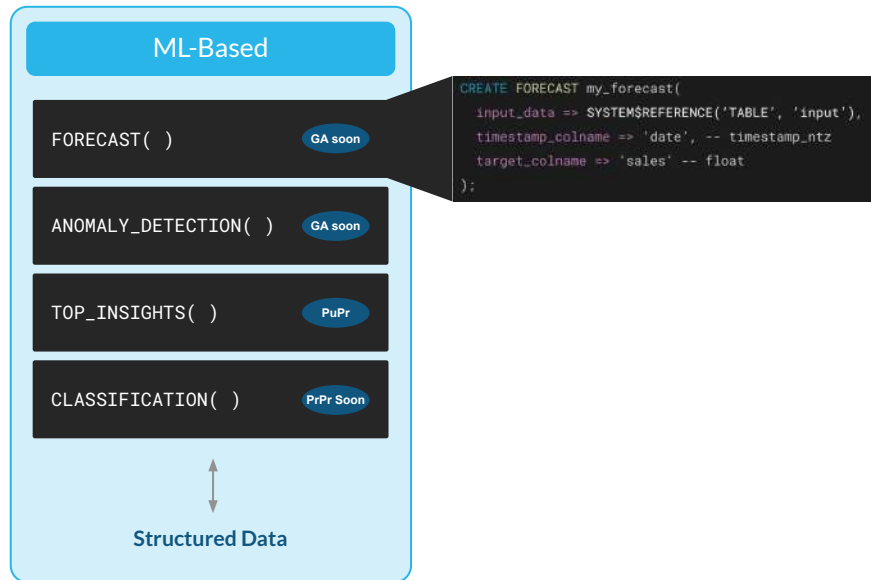 ML-Based
FORECAST( )
GA soon
ANOMALY_DETECTION( )
GA soon
TOP_INSIGHTS( )
PuPr
CLASSIFICATION( )
PrPr Soon
Structured Data
CREATE FORECAST my_forecast(
input_data => SYSTEM$REFERENCE('TABLE', 'input'),
timestamp_colname => 'date', -- timestamp_ntz
target_colname => 'sales' -- float
);